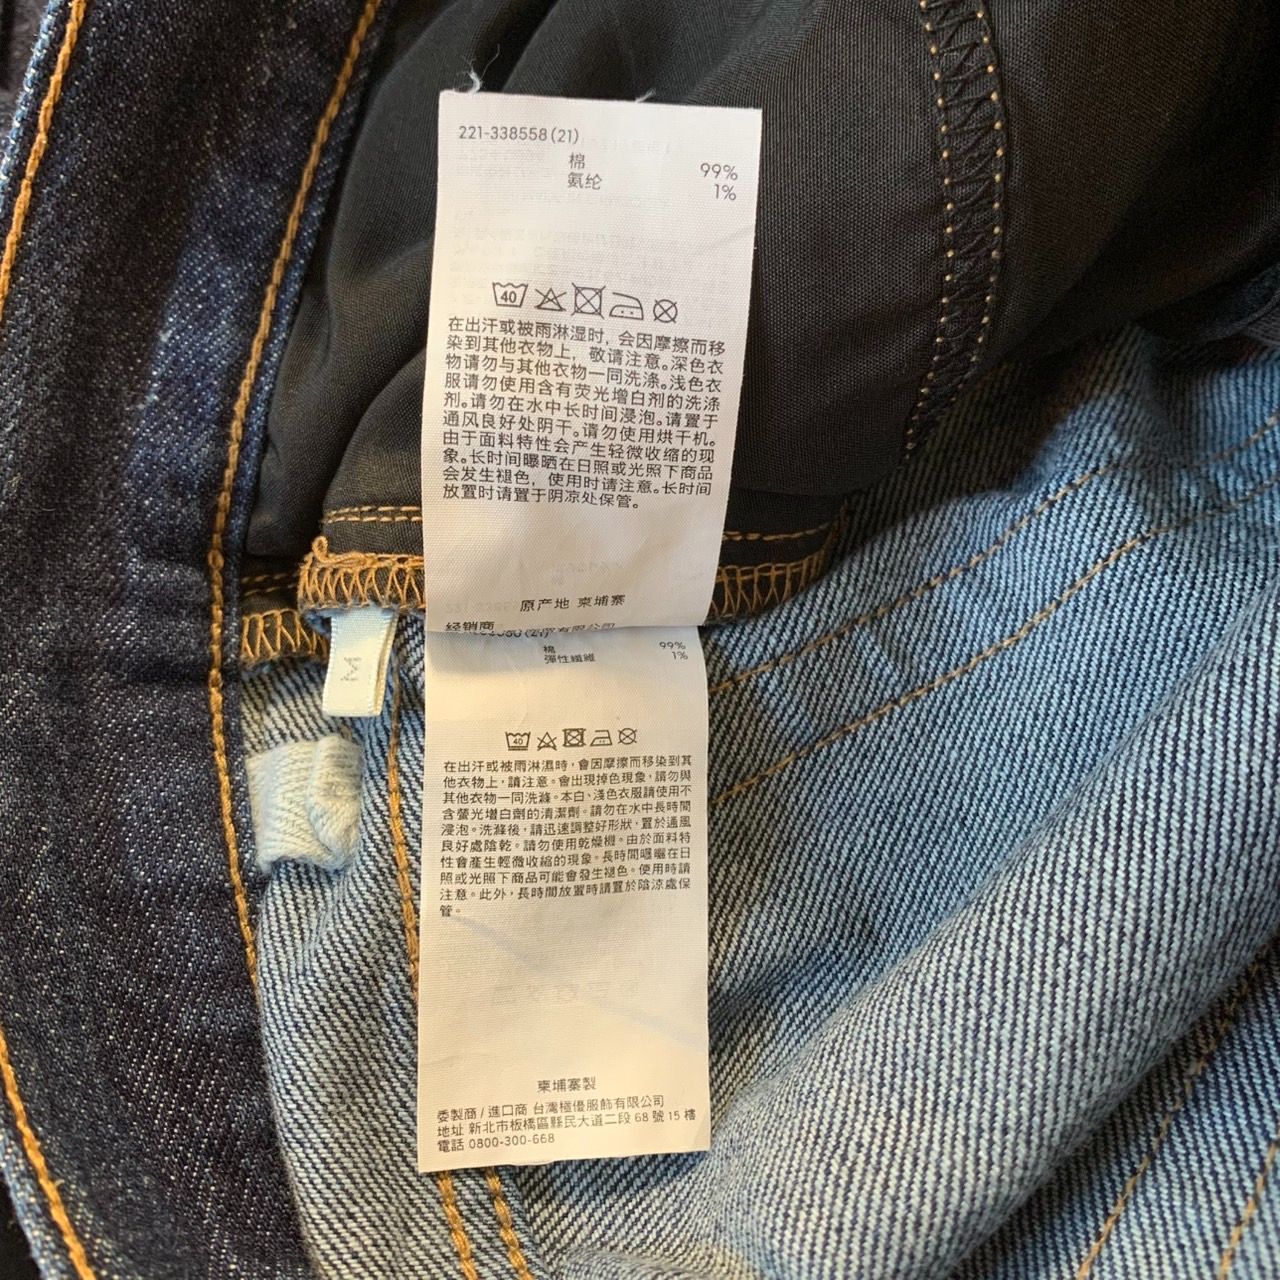 221-338558(21)
棉 99%
氨纶 1%
40
在出汗或被雨淋湿时，会因摩擦而移
染到其他衣物上，敬请注意。深色衣
物请勿与其他衣物一同洗涤。浅色衣
服请勿使用含有荧光增白剂的洗涤
剂。请勿在水中长时间浸泡。请置于
通风良好处阴干。请勿使用烘干机。
由于面料特性会产生轻微收缩的现
象。长时间曝晒在日照或光照下商品
会发生褪色，使用时请注意。长时间
放置时请置于阴凉处保管。
原产地 柬埔寨
经销商
有限公司
(21)
棉 99%
彈性纖維 1%
M
40
在出汗或被雨淋濕時，會因摩擦而移染到其
他衣物上，請注意。會出現掉色現象，請勿與
其他衣物一同洗滌。本白、淺色衣服請使用不
含螢光增白劑的清潔劑。請勿在水中長時間
浸泡。洗滌後，請迅速調整好形狀，置於通風
良好處陰乾。請勿使用乾燥機。由於面料特
性會產生輕微收縮的現象。長時間曬曬在日
照或光照下商品可能會發生褪色。使用時請
注意。此外，長時間放置時請置於陰涼處保
管。
柬埔寨製
委製商/進口商 台灣極優服飾有限公司
地址 新北市板橋區縣民大道二段 68 號 15 樓
電話 0800-300-668